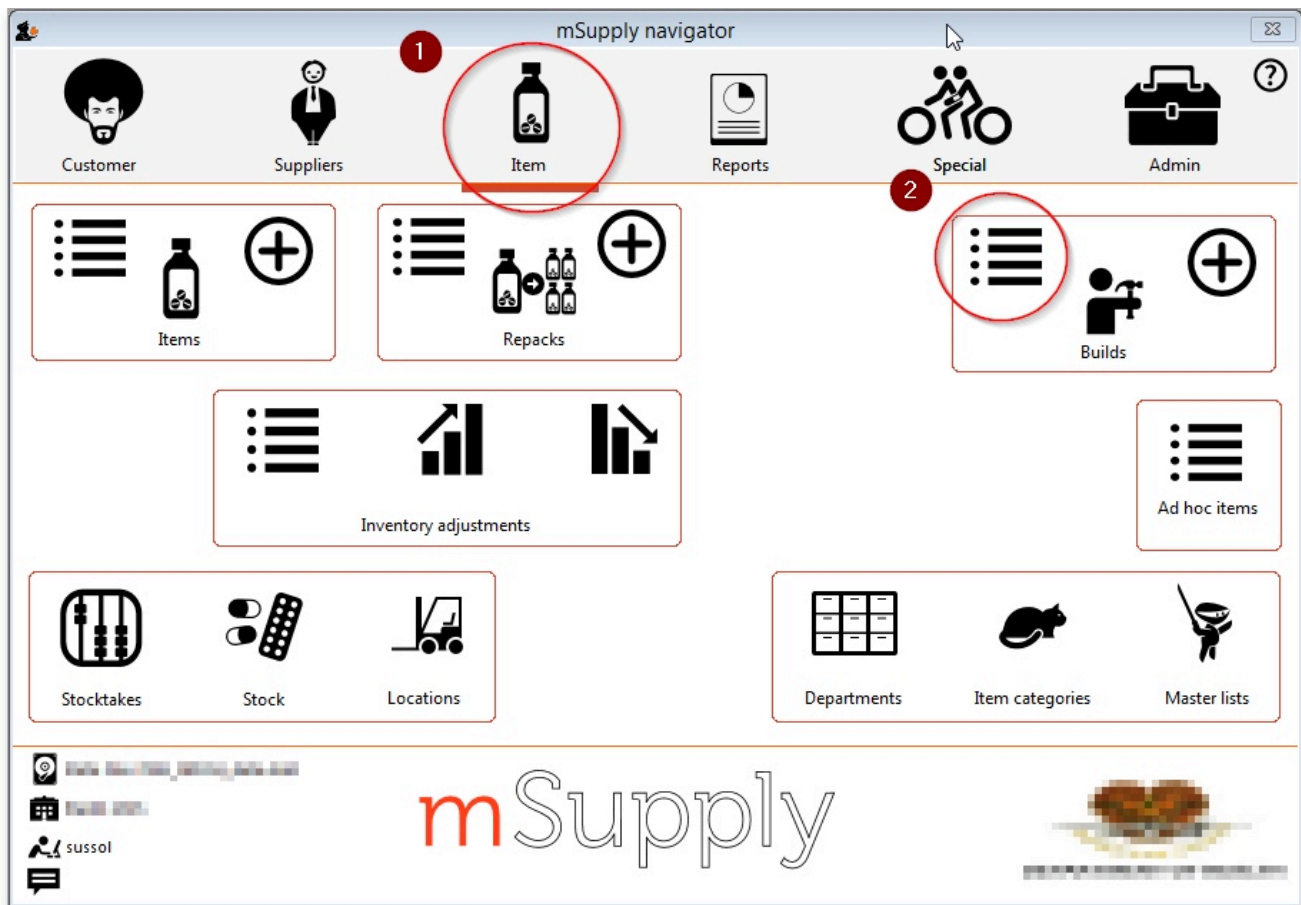 mSupply navigator
1
Customer
Suppliers
Item
Reports
Special
Admin
?
2
Items
Repacks
Builds
Inventory adjustments
Ad hoc items
Stocktakes
Stock
Locations
Departments
Item categories
Master lists
sussol
mSupply